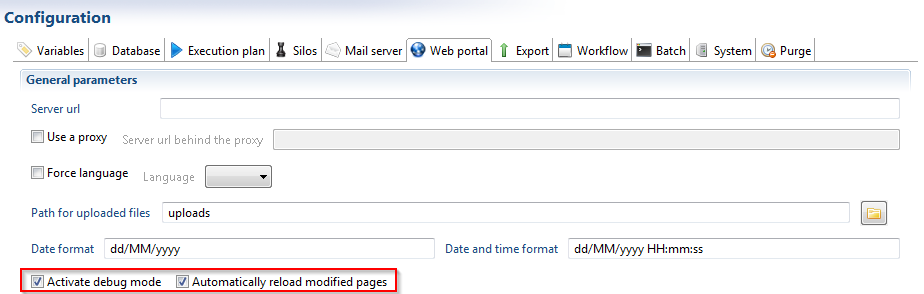 Configuration
Variables Database Execution plan Silos Mail server Web portal Export Workflow Batch System Purge
General parameters
Server url
Use a proxy Server url behind the proxy
Force language Language
Path for uploaded files uploads
Date format dd/MM/yyyy Date and time format dd/MM/yyyy HH:mm:ss
Activate debug mode Automatically reload modified pages